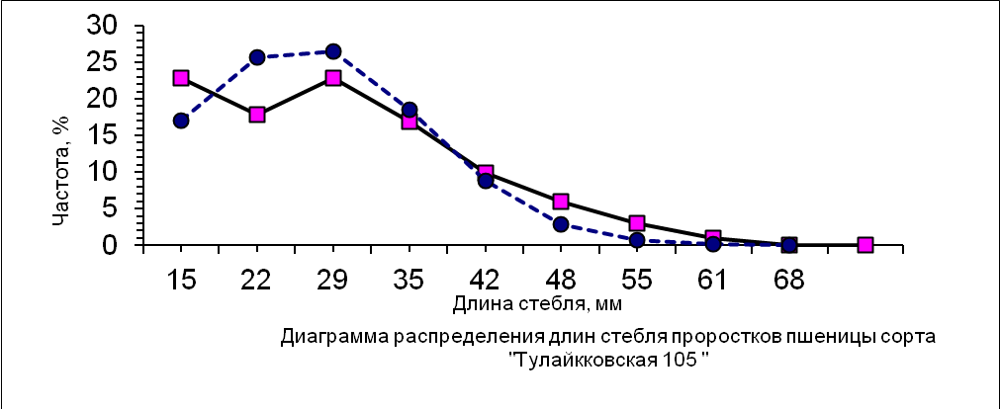 30
25
20
15
10
5
0
Частота, %
15 22 29 35 42 48 55 61 68
Длина стебля, мм
Диаграмма распределения длин стебля проростков пшеницы сорта
"Тулайкковская 105 "